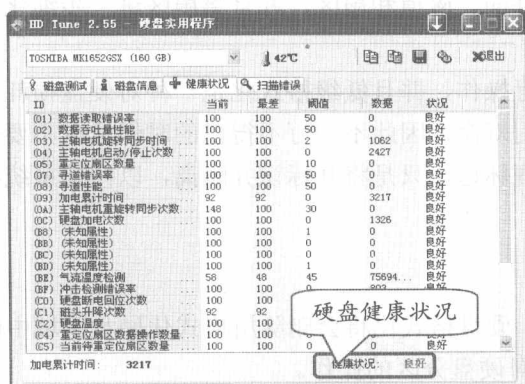 HD Tune 2.55 - 硬盘实用程序
TOSHIBA MK1652GSX (160 GB) 42℃ 退出
磁盘测试 磁盘信息 健康状况 扫描错误
ID 当前 最差 阈值 数据 状况
(01) 数据读取错误率 ... 100 100 50 0 良好
(02) 数据吞吐量性能 ... 100 100 50 0 良好
(03) 主轴电机旋转同步时间 ... 100 100 2 1062 良好
(04) 主轴电机启动/停止次数 ... 100 100 0 2427 良好
(05) 重定位扇区数量 ... 100 100 10 0 良好
(07) 寻道错误率 ... 100 100 50 0 良好
(08) 寻道性能 ... 100 100 50 0 良好
(09) 加电累计时间 ... 92 92 0 3217 良好
(0A) 主轴电机重旋转同步次数 ... 148 100 30 0 良好
(0C) 硬盘加电次数 ... 100 100 0 1326 良好
(B8) (未知属性) ... 100 100 1 0 良好
(BB) (未知属性) ... 100 100 0 0 良好
(BC) (未知属性) ... 100 100 0 0 良好
(BD) (未知属性) ... 100 100 1 0 良好
(BE) 气流温度检测 ... 58 48 45 75694... 良好
(BF) 冲击检测错误率 ... 100 100 0 803 良好
(C0) 硬盘断电回位次数 ... 100 100
(C1) 磁头升降次数 ... 92 92
(C2) 硬盘温度 ... 100
(C4) 重定位扇区数据操作数量 ... 100
(C5) 当前待重定位扇区数量 ... 100 100 0 0 良好
硬盘健康状况
加电累计时间: 3217 健康状况: 良好